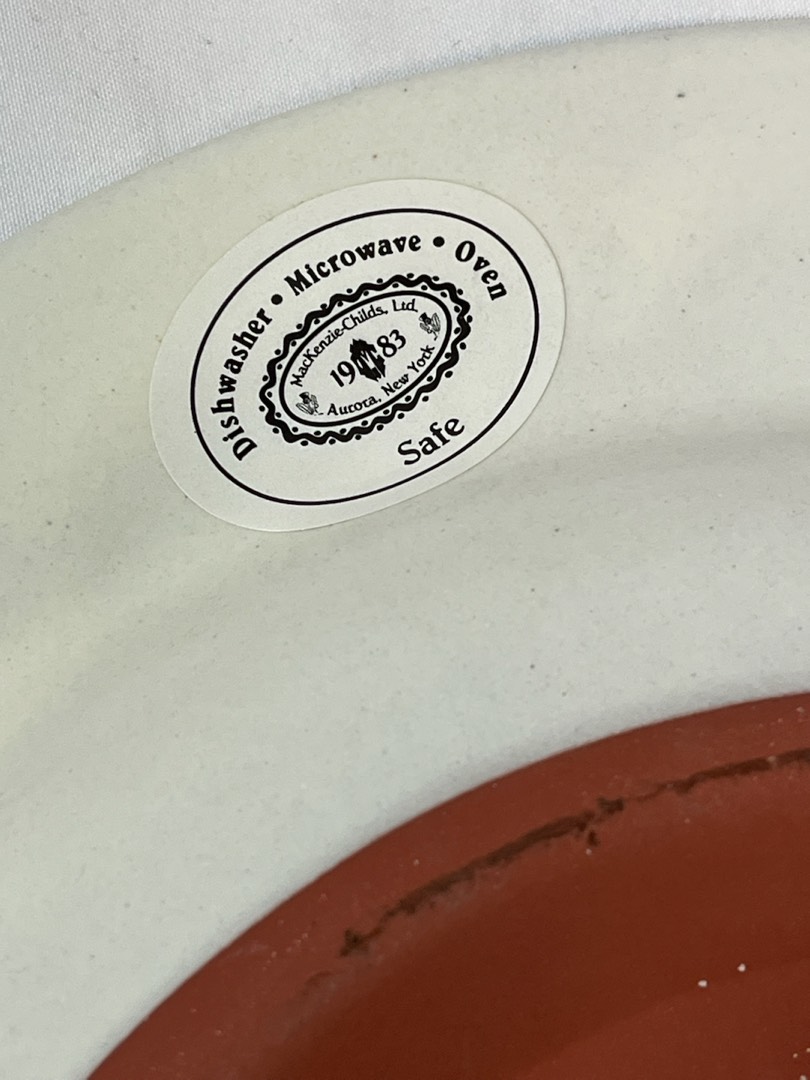 Dishwasher • Microwave • Oven
MacKenzie-Childs, Ltd.
19 83
Aurora, New York
Safe